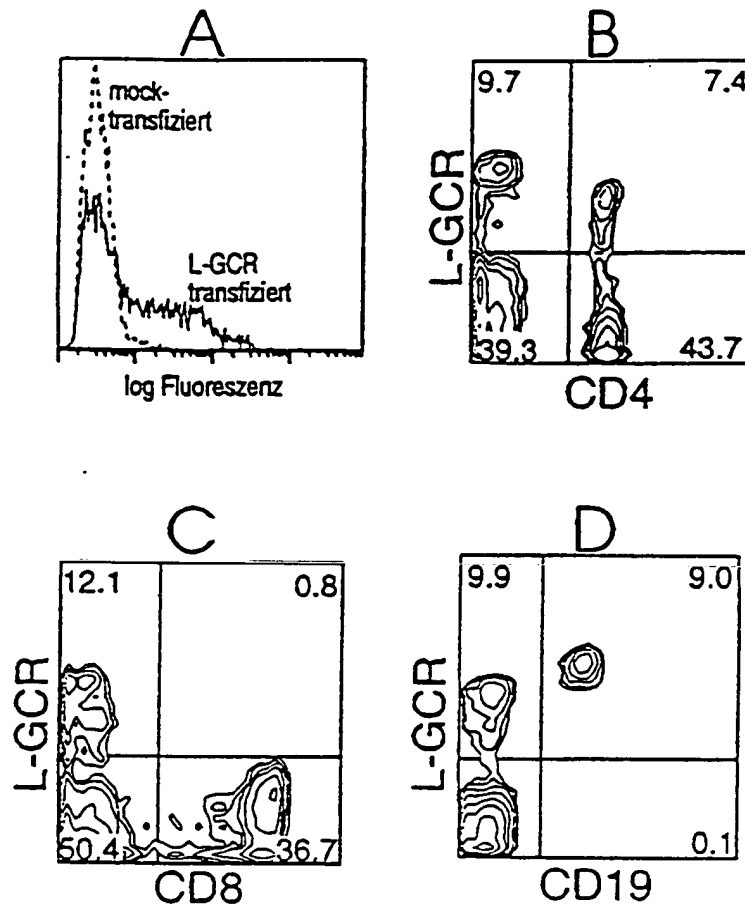 A
mock-
transfiziert
L-GCR
transfiziert
log Fluoreszenz
B
9.7 7.4
L-GCR
39.3 43.7
CD4
C
12.1 0.8
L-GCR
50.4 36.7
CD8
D
9.9 9.0
L-GCR
0.1
CD19